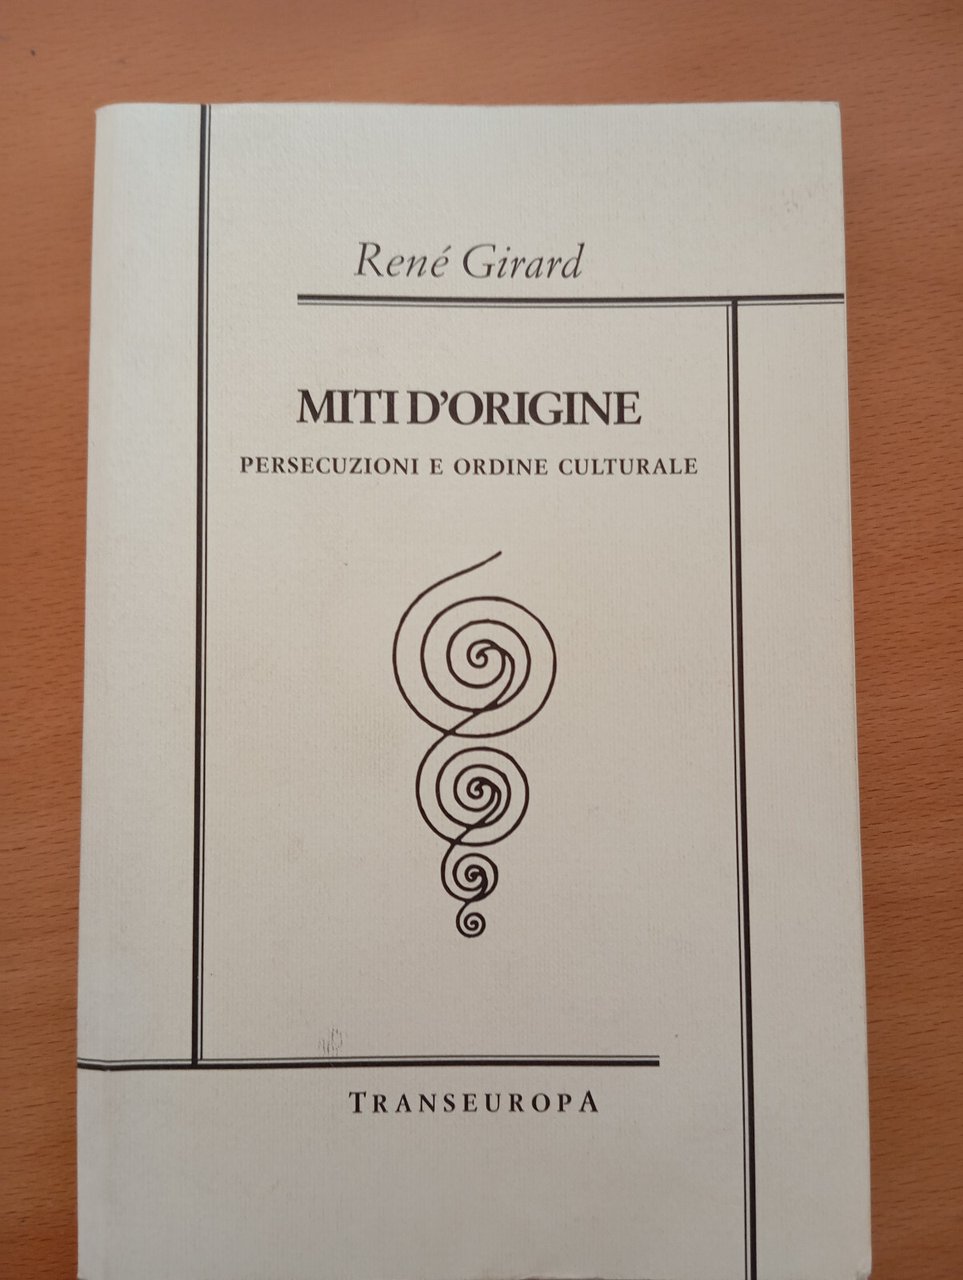 René Girard
MITI D'ORIGINE
PERSECUZIONI E ORDINE CULTURALE
TRANSEUROPA